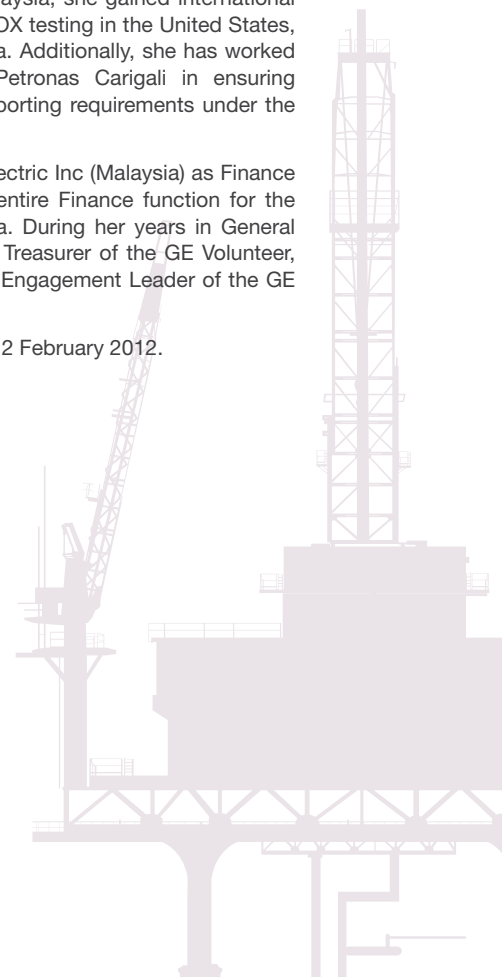 she gained international
OX testing in the United States,
a. Additionally, she has worked
Petronas Carigali in ensuring
porting requirements under the
ectric Inc (Malaysia) as Finance
entire Finance function for the
a. During her years in General
Treasurer of the GE Volunteer,
Engagement Leader of the GE
2 February 2012.